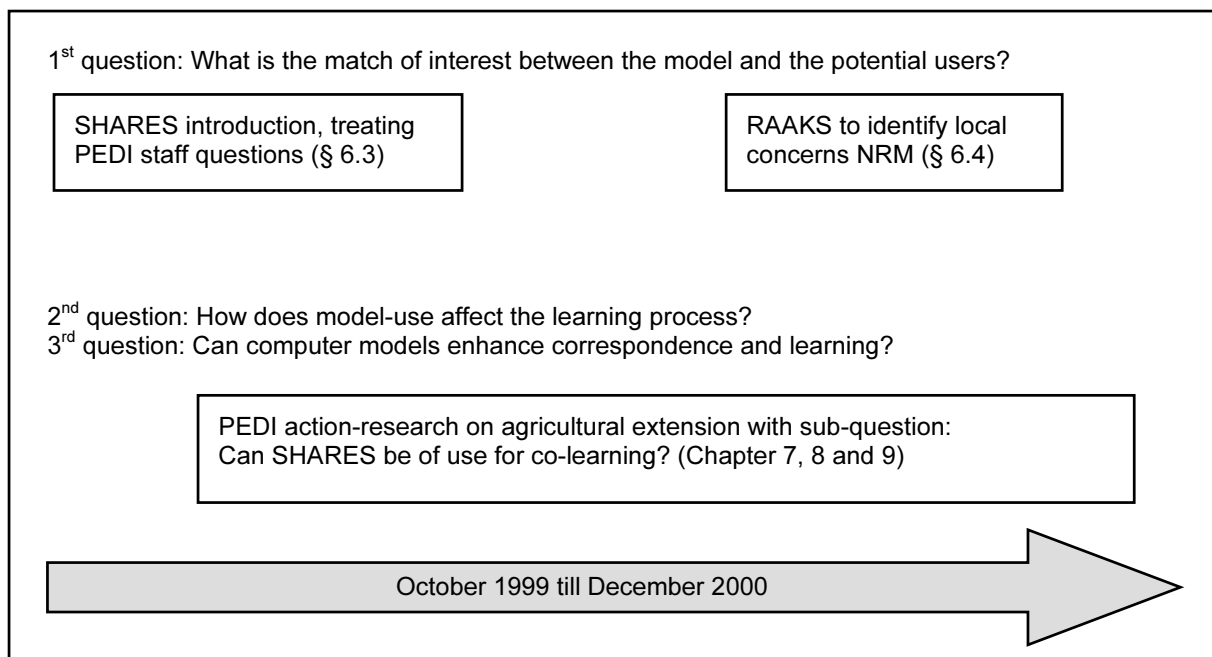 1st question: What is the match of interest between the model and the potential users?
SHARES introduction, treating
PEDI staff questions (§ 6.3)
RAAKS to identify local
concerns NRM (§ 6.4)
2nd question: How does model-use affect the learning process?
3rd question: Can computer models enhance correspondence and learning?
PEDI action-research on agricultural extension with sub-question:
Can SHARES be of use for co-learning? (Chapter 7, 8 and 9)
October 1999 till December 2000